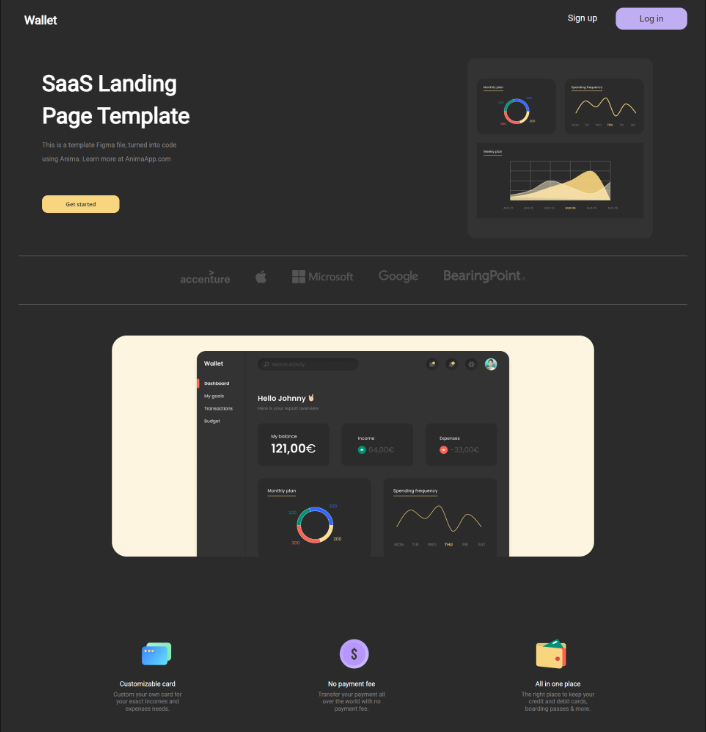 Wallet
Sign up
Log in
SaaS Landing
Page Template
This is a template Figma file, turned into code
using Anima. Learn more at AnimaApp.com
Get started
Monthly plan
Spending frequency
THU
Weekly plan
accenture
Microsoft
Google
BearingPoint
Wallet
Dashboard
My goals
Transactions
Budget
Hello Johnny
Here is your report overview
My balance
121,00€
Income
64,00€
Expenses
Monthly plan
Spending frequency
MON TUE WED THU FRI SAT
Customizable card
Custom your own card for
your exact incomes and
expenses needs.
No payment fee
Transfer your payment all
over the world with no
payment fee.
All in one place
The right place to keep your
credit and debit cards,
boarding passes & more.